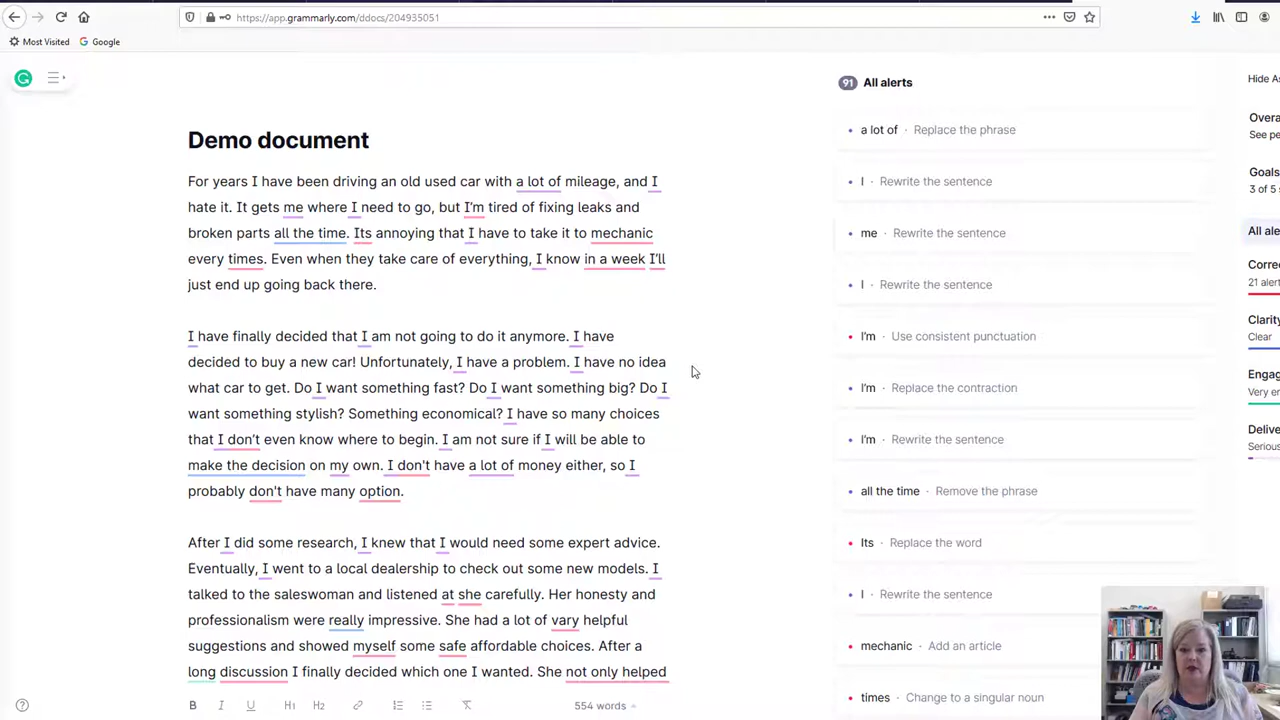 https://app.grammarly.com/ddocs/204935051
Most Visited
Google
Demo document
For years I have been driving an old used car with a lot of mileage, and I
hate it. It gets me where I need to go, but I'm tired of fixing leaks and
broken parts all the time. Its annoying that I have to take it to mechanic
every times. Even when they take care of everything, I know in a week I'll
just end up going back there.
I have finally decided that I am not going to do it anymore. I have
decided to buy a new car! Unfortunately, I have a problem. I have no idea
what car to get. Do I want something fast? Do I want something big? Do I
want something stylish? Something economical? I have so many choices
that I don't even know where to begin. I am not sure if I will be able to
make the decision on my own. I don't have a lot of money either, so I
probably don't have many option.
After I did some research, I knew that I would need some expert advice.
Eventually, I went to a local dealership to check out some new models. I
talked to the saleswoman and listened at she carefully. Her honesty and
professionalism were really impressive. She had a lot of vary helpful
suggestions and showed myself some safe affordable choices. After a
long discussion I finally decided which one I wanted. She not only helped
B I U H1 H2
554 words
91 All alerts
a lot of · Replace the phrase
I · Rewrite the sentence
me · Rewrite the sentence
I · Rewrite the sentence
I'm · Use consistent punctuation
I'm · Replace the contraction
I'm · Rewrite the sentence
all the time · Remove the phrase
Its · Replace the word
I · Rewrite the sentence
mechanic · Add an article
times · Change to a singular noun
Hide As
Overa
See pe
Goals
3 of 5 s
All ale
Corre
21 alert
Clarity
Clear
Engag
Very en
Delive
Serious